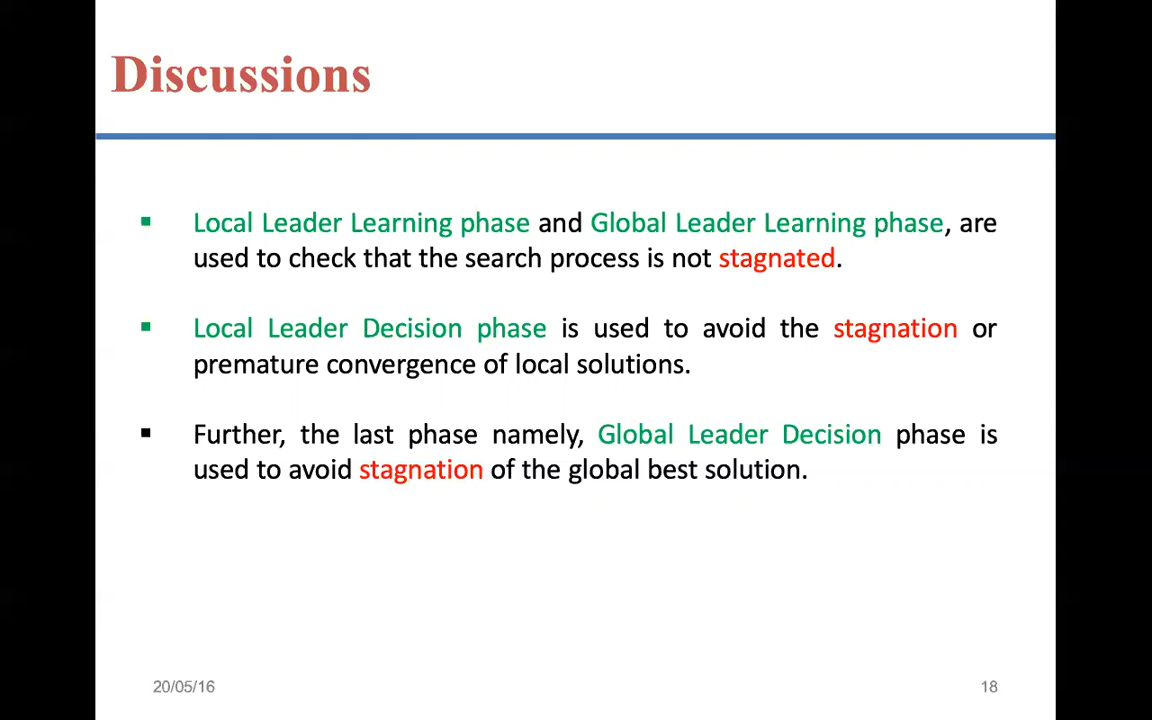 Discussions
▪ Local Leader Learning phase and Global Leader Learning phase, are
used to check that the search process is not stagnated.
▪ Local Leader Decision phase is used to avoid the stagnation or
premature convergence of local solutions.
▪ Further, the last phase namely, Global Leader Decision phase is
used to avoid stagnation of the global best solution.
20/05/16
18